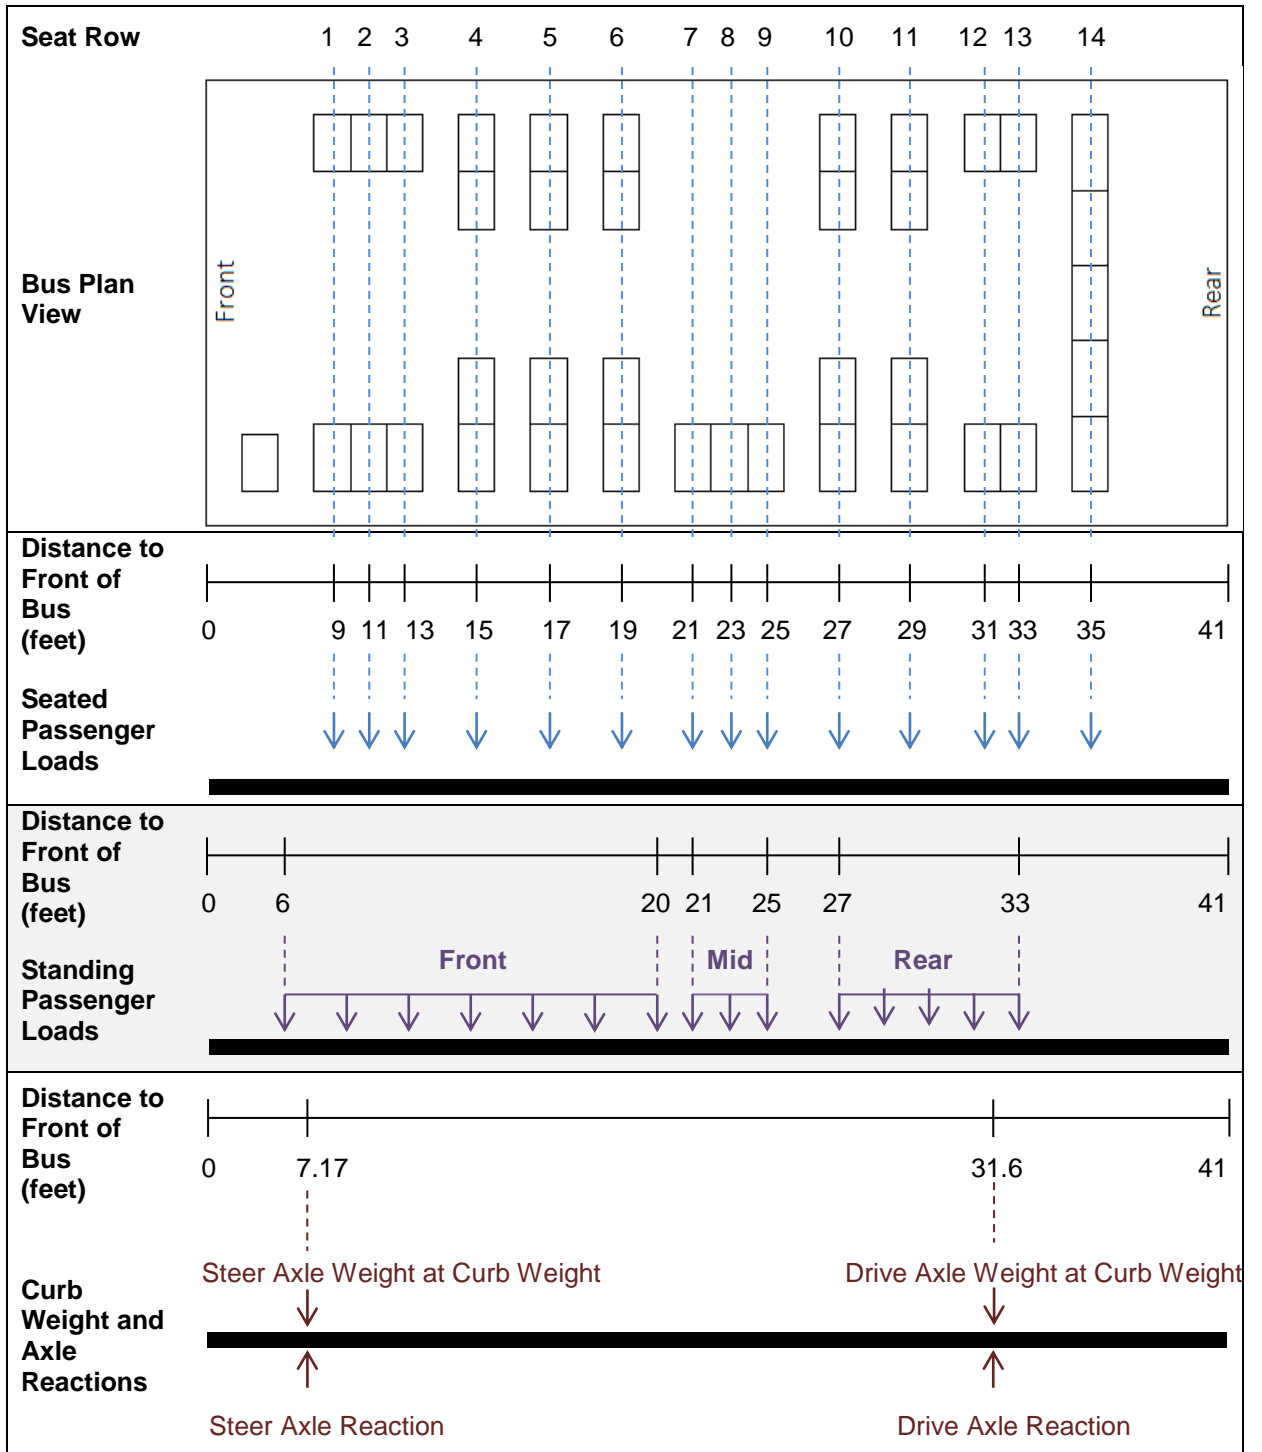 Seat Row 1 2 3 4 5 6 7 8 9 10 11 12 13 14
Bus Plan
View
Front
Rear
Distance to
Front of
Bus
(feet)
0 9 11 13 15 17 19 21 23 25 27 29 31 33 35 41
Seated
Passenger
Loads
Distance to
Front of
Bus
(feet)
0 6 20 21 25 27 33 41
Front Mid Rear
Standing
Passenger
Loads
Distance to
Front of
Bus
(feet)
0 7.17 31.6 41
Steer Axle Weight at Curb Weight Drive Axle Weight at Curb Weight
Curb
Weight and
Axle
Reactions
Steer Axle Reaction Drive Axle Reaction